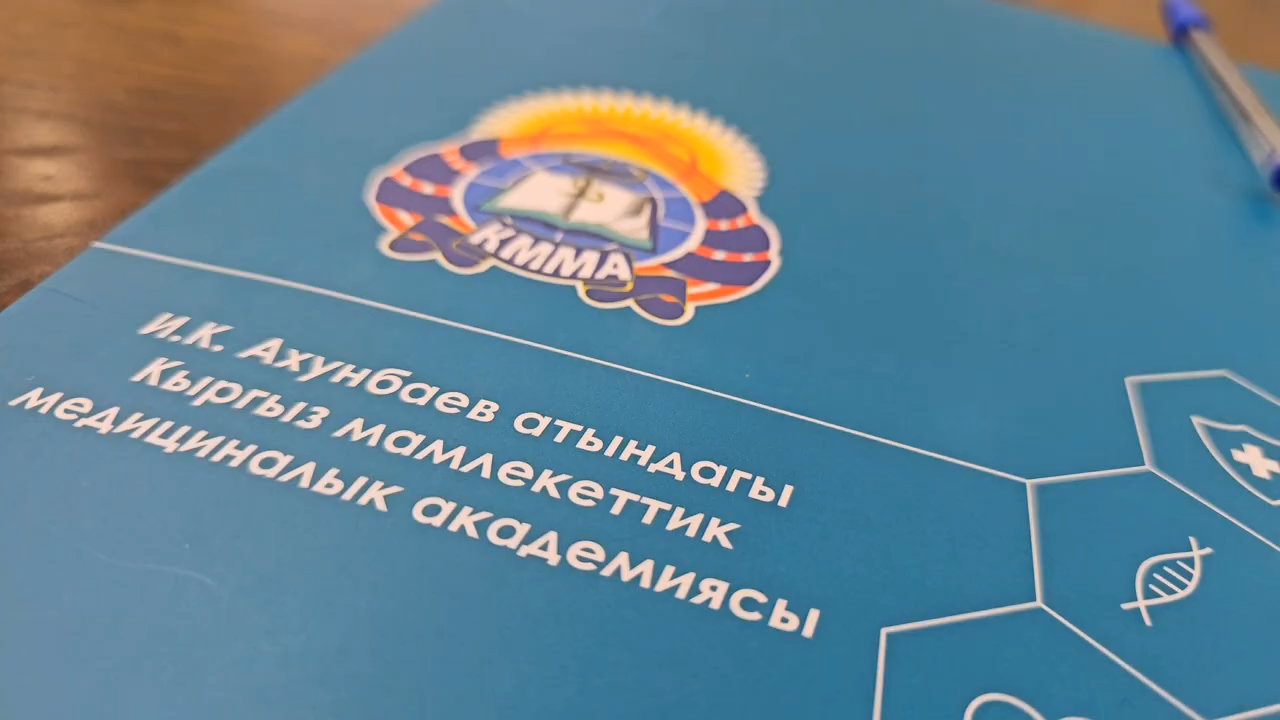 КММА
И.К. Ахунбаев атындагы
Кыргыз мамлекеттик
медициналык академиясы